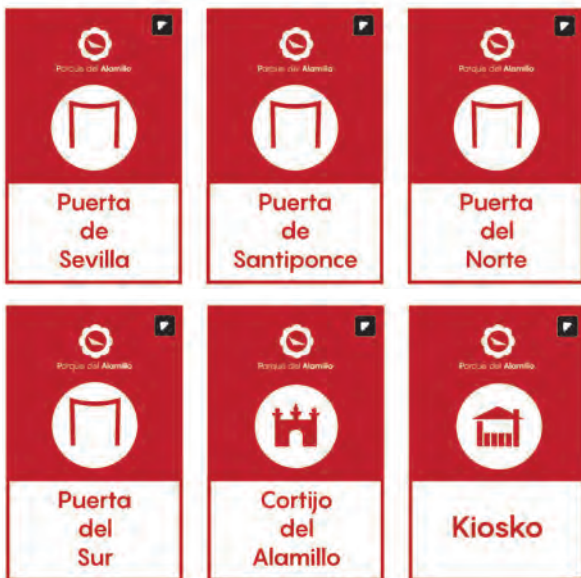 Parque del Alamillo
Puerta
de
Sevilla
Parque del Alamillo
Puerta
de
Santiponce
Parque del Alamillo
Puerta
del
Norte
Parque del Alamillo
Puerta
del
Sur
Parque del Alamillo
Cortijo
del
Alamillo
Parque del Alamillo
Kiosko